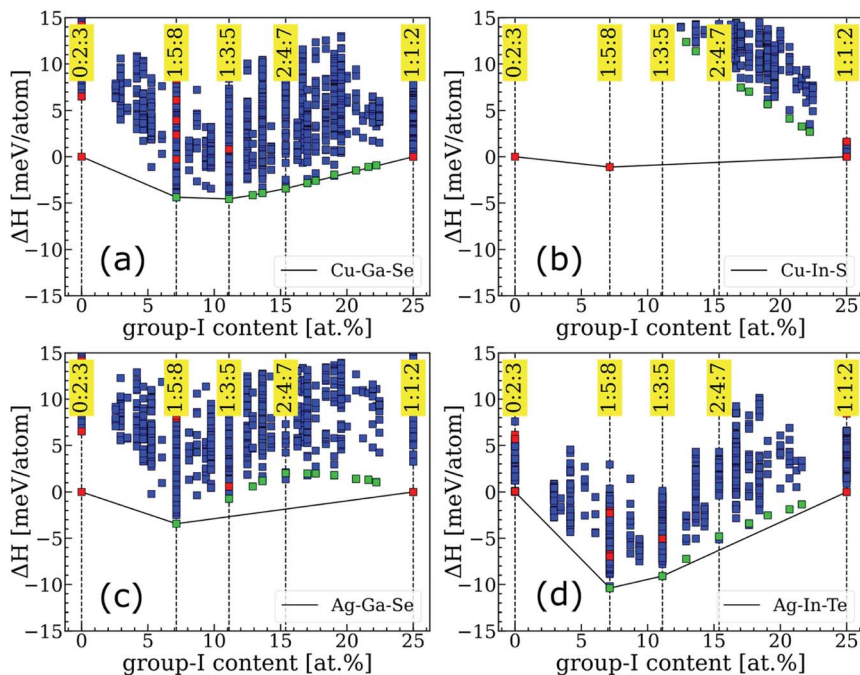 15
10
5
0
−5
−10
−15
ΔH [meV/atom]
0:2:3
1:5:8
1:3:5
2:4:7
1:1:2
(a)
Cu-Ga-Se
0 5 10 15 20 25
group-I content [at.%]
15
10
5
0
−5
−10
−15
ΔH [meV/atom]
0:2:3
1:5:8
1:3:5
2:4:7
1:1:2
(b)
Cu-In-S
0 5 10 15 20 25
group-I content [at.%]
15
10
5
0
−5
−10
−15
ΔH [meV/atom]
0:2:3
1:5:8
1:3:5
2:4:7
1:1:2
(c)
Ag-Ga-Se
0 5 10 15 20 25
group-I content [at.%]
15
10
5
0
−5
−10
−15
ΔH [meV/atom]
0:2:3
1:5:8
1:3:5
2:4:7
1:1:2
(d)
Ag-In-Te
0 5 10 15 20 25
group-I content [at.%]